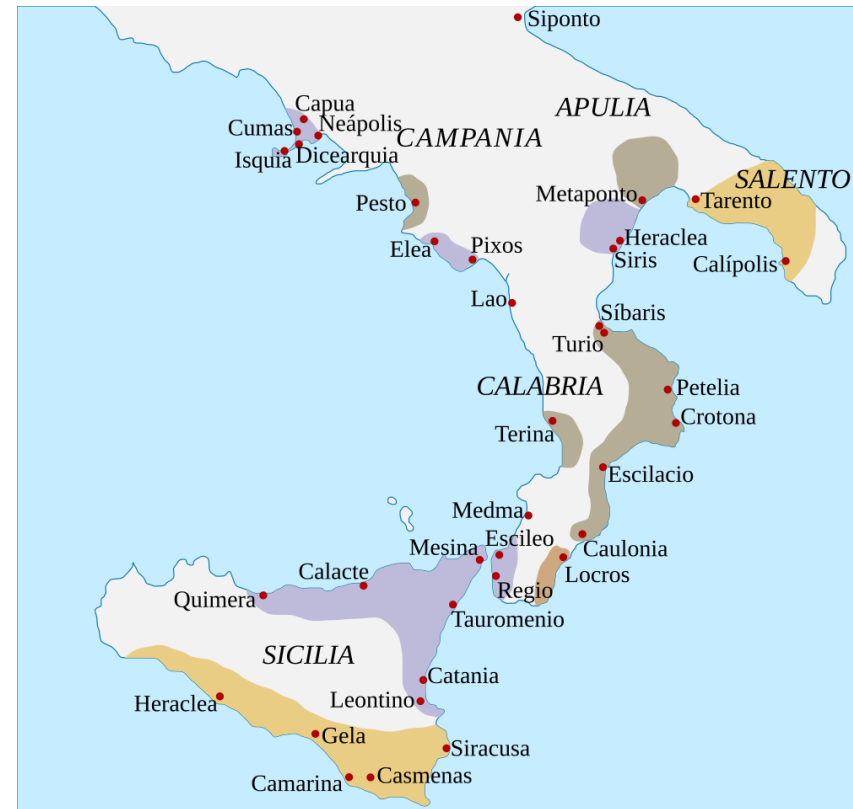 Siponto
Capua
APULIA
Cumas
Neápolis
CAMPANIA
Isquia
Dicearquia
SALENTO
Pesto
Metaponto
Tarento
Elea
Pixos
Heraclea
Siris
Calípolis
Lao
Síbaris
Turio
CALABRIA
Petelia
Crotona
Terina
Escilacio
Medma
Escileo
Mesina
Caulonia
Locros
Calacte
Regio
Quimera
Tauromenio
SICILIA
Catania
Heraclea
Leontino
Gela
Siracusa
Camarina
Casmenas